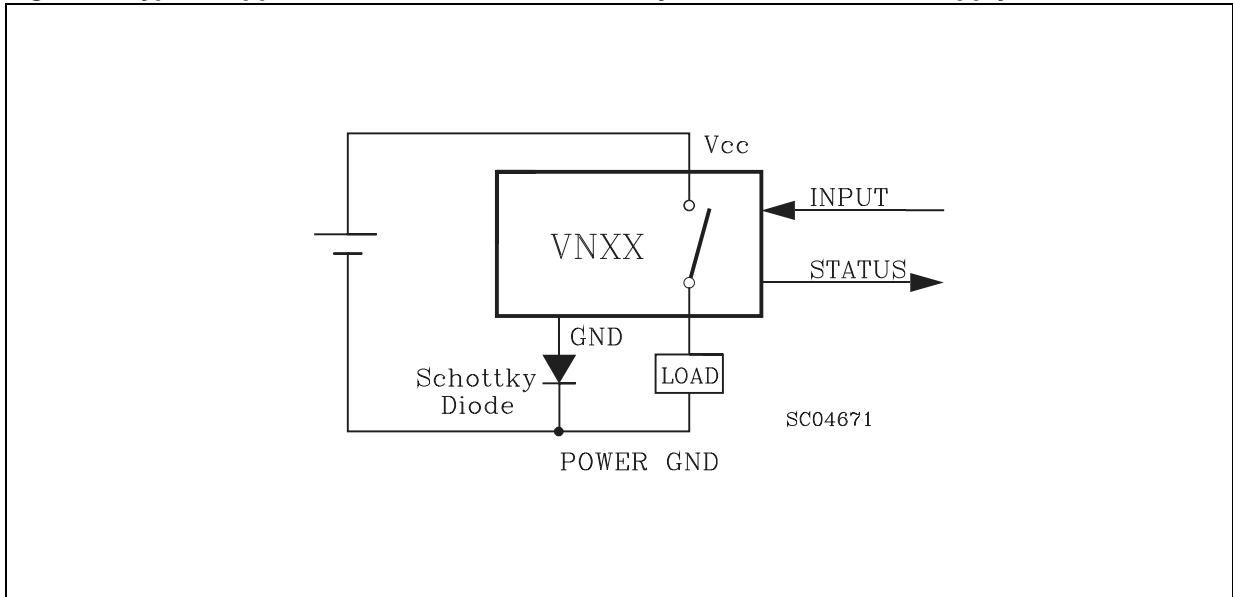 Vcc
INPUT
VNXX
STATUS
GND
Schottky
Diode
LOAD
SC04671
POWER GND